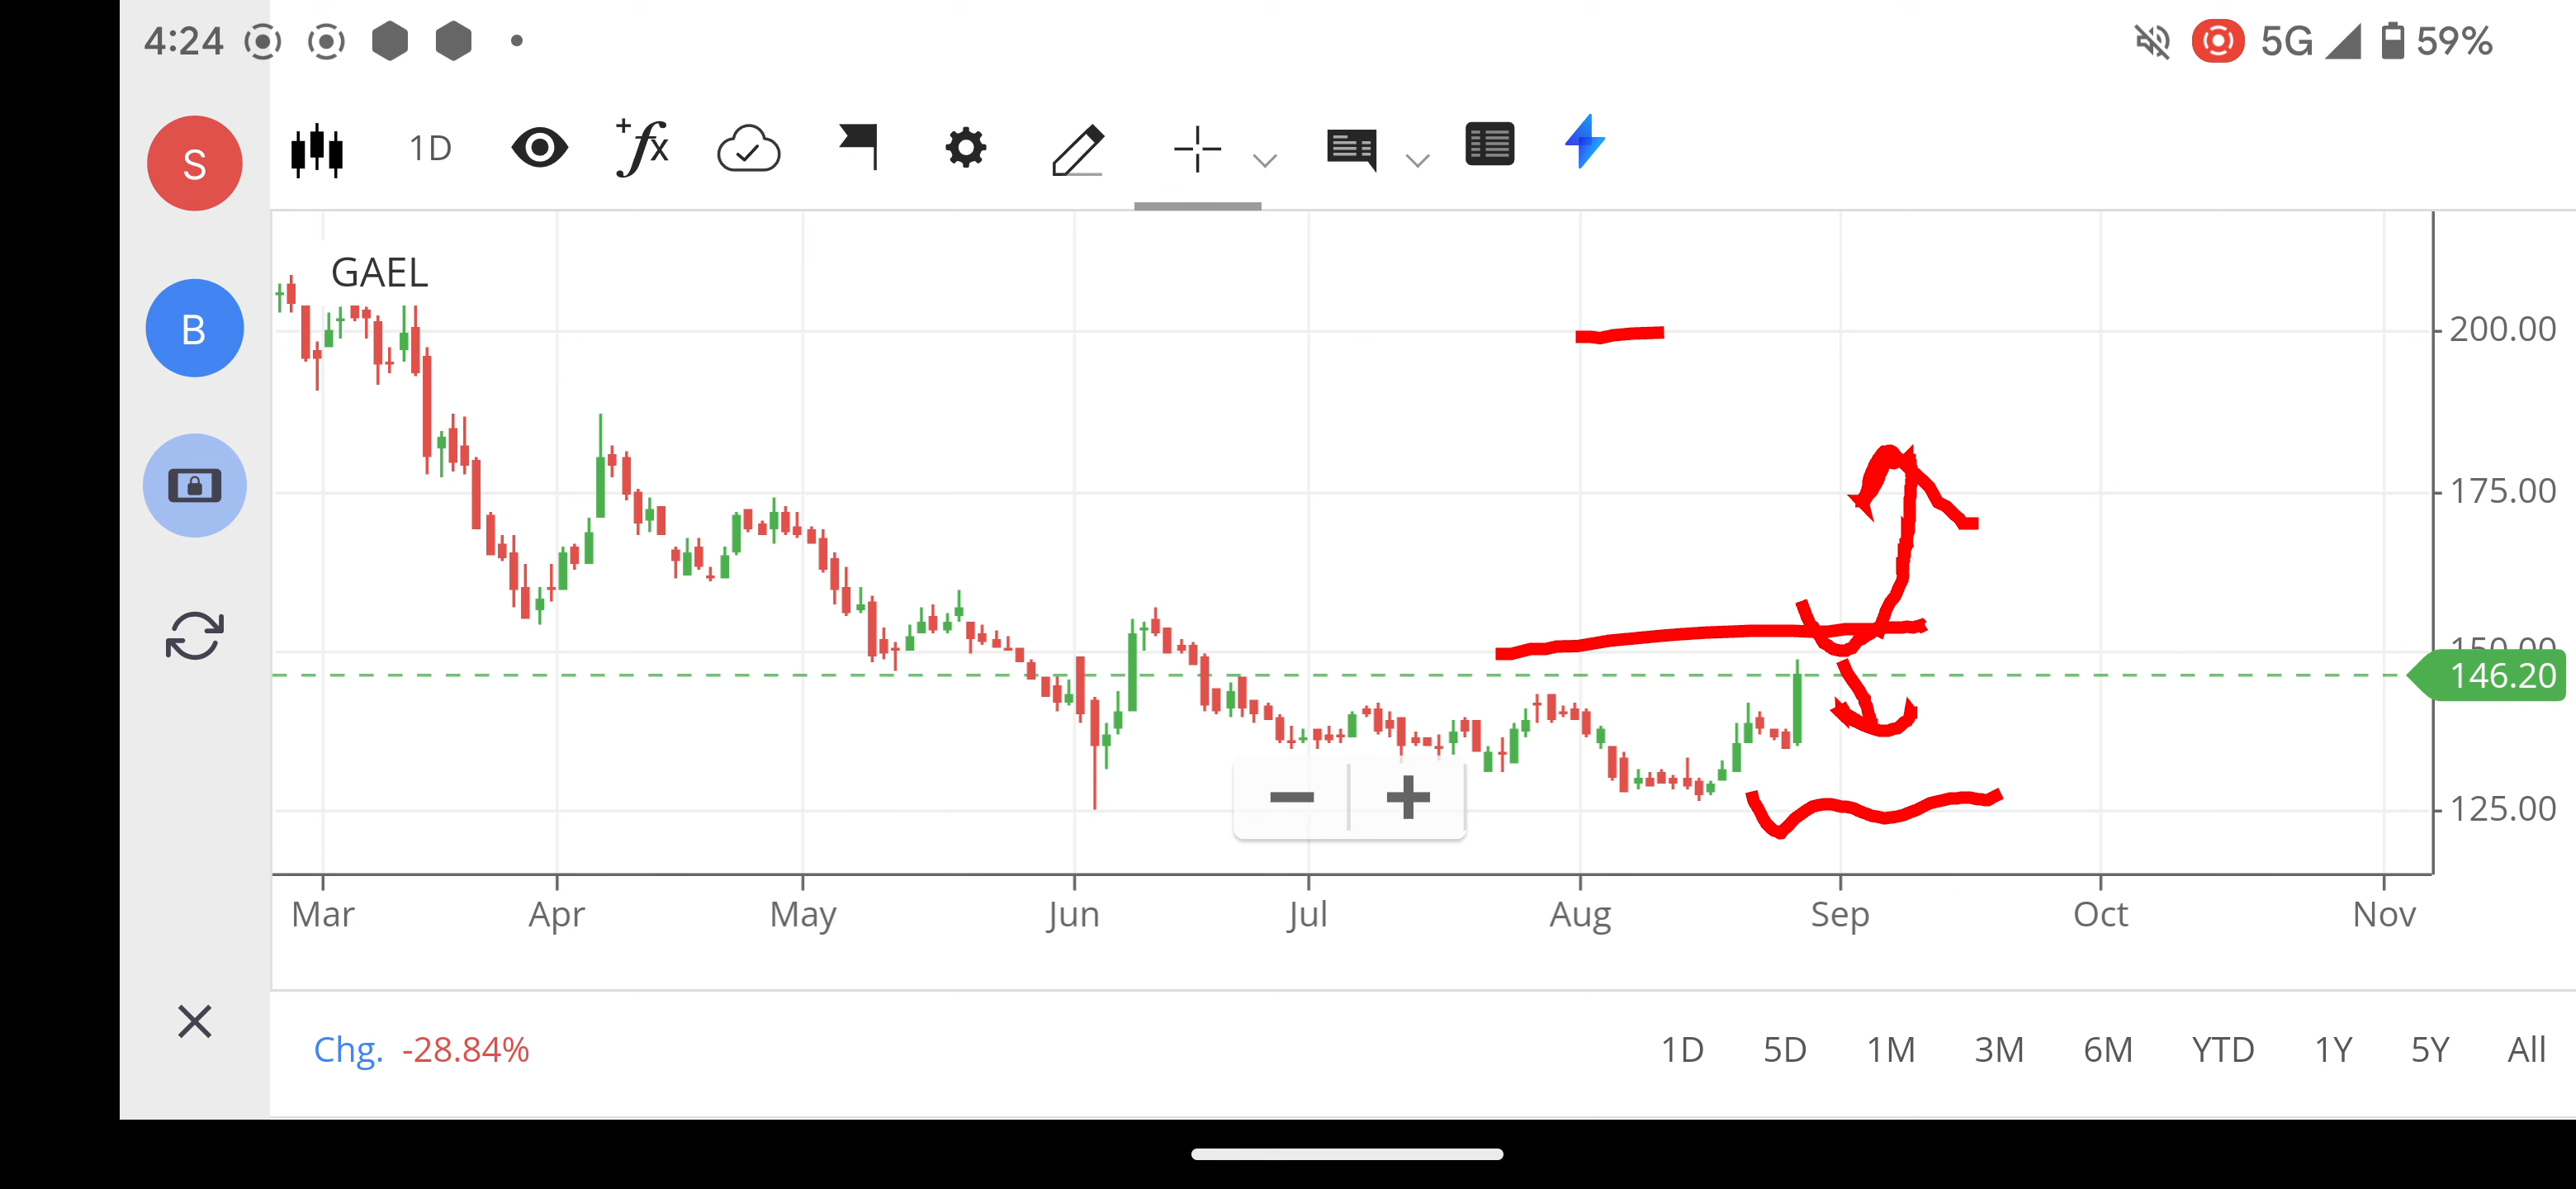 4:24 5G 59%
S 1D +fx
B
GAEL
200.00
175.00
150.00
146.20
125.00
Mar Apr May Jun Jul Aug Sep Oct Nov
Chg. -28.84% 1D 5D 1M 3M 6M YTD 1Y 5Y All